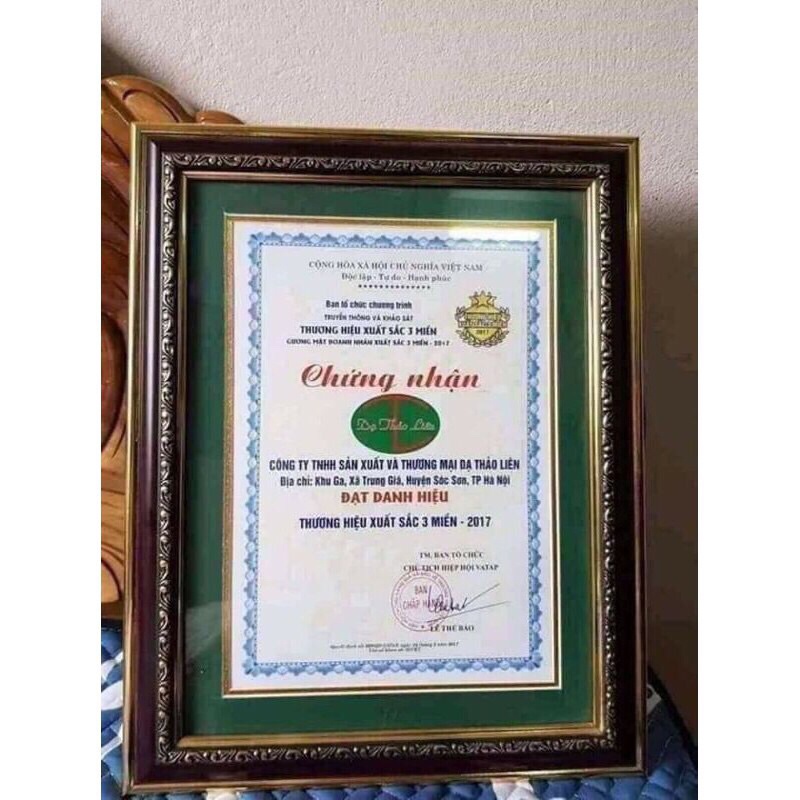 CỘNG HÒA XÃ HỘI CHỦ NGHĨA VIỆT NAM
Độc lập - Tự do - Hạnh phúc
Ban tổ chức chương trình
TRUYỀN THÔNG VÀ KHẢO SÁT
THƯƠNG HIỆU XUẤT SẮC 3 MIỀN
GƯƠNG MẶT DOANH NHÂN XUẤT SẮC 3 MIỀN - 2017
2017
Chứng nhận
Dạ Thảo Liên
CÔNG TY TNHH SẢN XUẤT VÀ THƯƠNG MẠI DẠ THẢO LIÊN
Địa chỉ: Khu Ga, Xã Trung Giã, Huyện Sóc Sơn, TP Hà Nội
ĐẠT DANH HIỆU
THƯƠNG HIỆU XUẤT SẮC 3 MIỀN - 2017
TM. BAN TỔ CHỨC
CHỦ TỊCH HIỆP HỘI VATAP
BAN
CHẤP HÀNH
LÊ THẾ BẢO